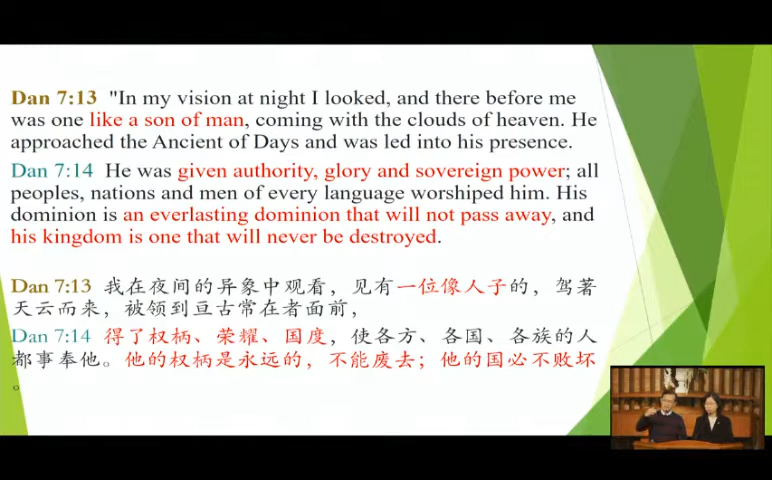 Dan 7:13 "In my vision at night I looked, and there before me
was one like a son of man, coming with the clouds of heaven. He
approached the Ancient of Days and was led into his presence.
Dan 7:14 He was given authority, glory and sovereign power; all
peoples, nations and men of every language worshiped him. His
dominion is an everlasting dominion that will not pass away, and
his kingdom is one that will never be destroyed.
Dan 7:13 我在夜间的异象中观看，见有一位像人子的，驾著
天云而来，被领到亘古常在者面前，
Dan 7:14 得了权柄、荣耀、国度，使各方、各国、各族的人
都事奉他。他的权柄是永远的，不能废去；他的国必不败坏
。